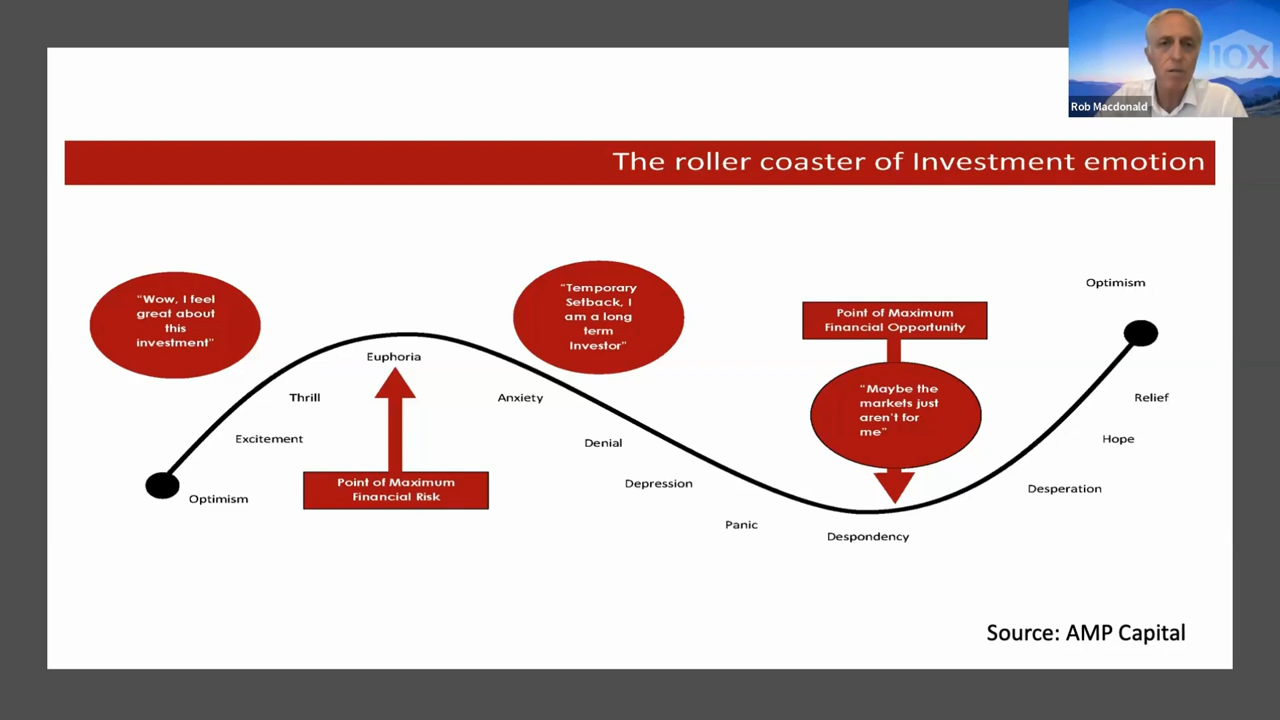 10X
Rob Macdonald
The roller coaster of Investment emotion
"Wow, I feel
great about
this
investment"
"Temporary
Setback, I
am a long
term
Investor"
Point of Maximum
Financial Opportunity
"Maybe the
markets just
aren't for
me"
Optimism
Excitement
Thrill
Euphoria
Point of Maximum
Financial Risk
Anxiety
Denial
Depression
Panic
Despondency
Desperation
Hope
Relief
Optimism
Source: AMP Capital